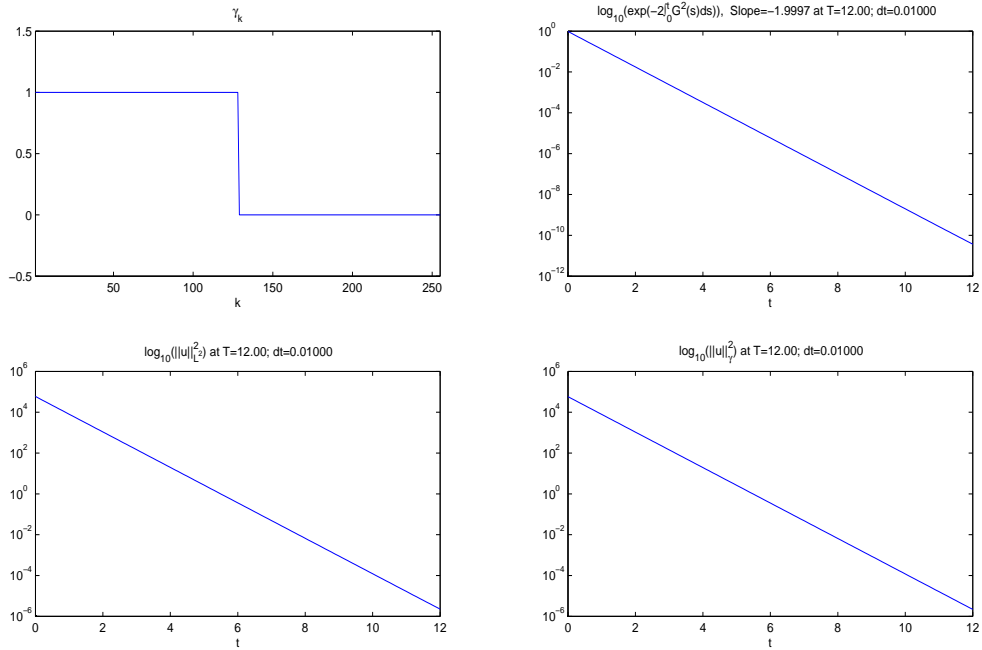 γ_k
1.5
1
0.5
0
−0.5
50 100 150 200 250
k
log_10(exp(−2∫_0^t G^2(s)ds)), Slope=−1.9997 at T=12.00; dt=0.01000
10^0
10^−2
10^−4
10^−6
10^−8
10^−10
10^−12
0 2 4 6 8 10 12
t
log_10(||u||^2_L^2) at T=12.00; dt=0.01000
10^6
10^4
10^2
10^0
10^−2
10^−4
10^−6
0 2 4 6 8 10 12
t
log_10(||u||^2_γ) at T=12.00; dt=0.01000
10^6
10^4
10^2
10^0
10^−2
10^−4
10^−6
0 2 4 6 8 10 12
t